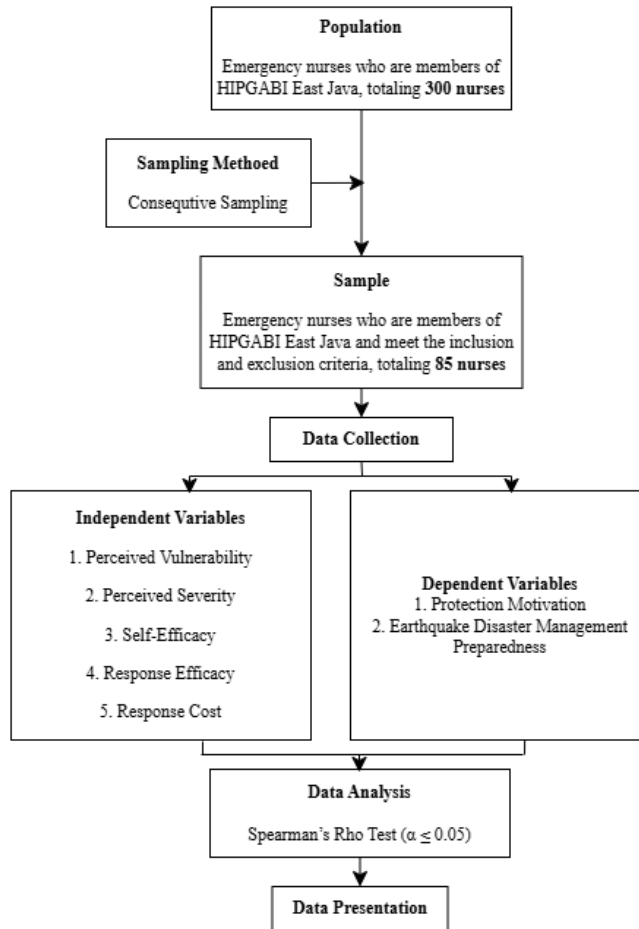 Population
Emergency nurses who are members of
HIPGABI East Java, totaling 300 nurses
Sampling Methoed
Consequtive Sampling
Sample
Emergency nurses who are members of
HIPGABI East Java and meet the inclusion
and exclusion criteria, totaling 85 nurses
Data Collection
Independent Variables
1. Perceived Vulnerability
2. Perceived Severity
3. Self-Efficacy
4. Response Efficacy
5. Response Cost
Dependent Variables
1. Protection Motivation
2. Earthquake Disaster Management
Preparedness
Data Analysis
Spearman's Rho Test (α ≤ 0.05)
Data Presentation